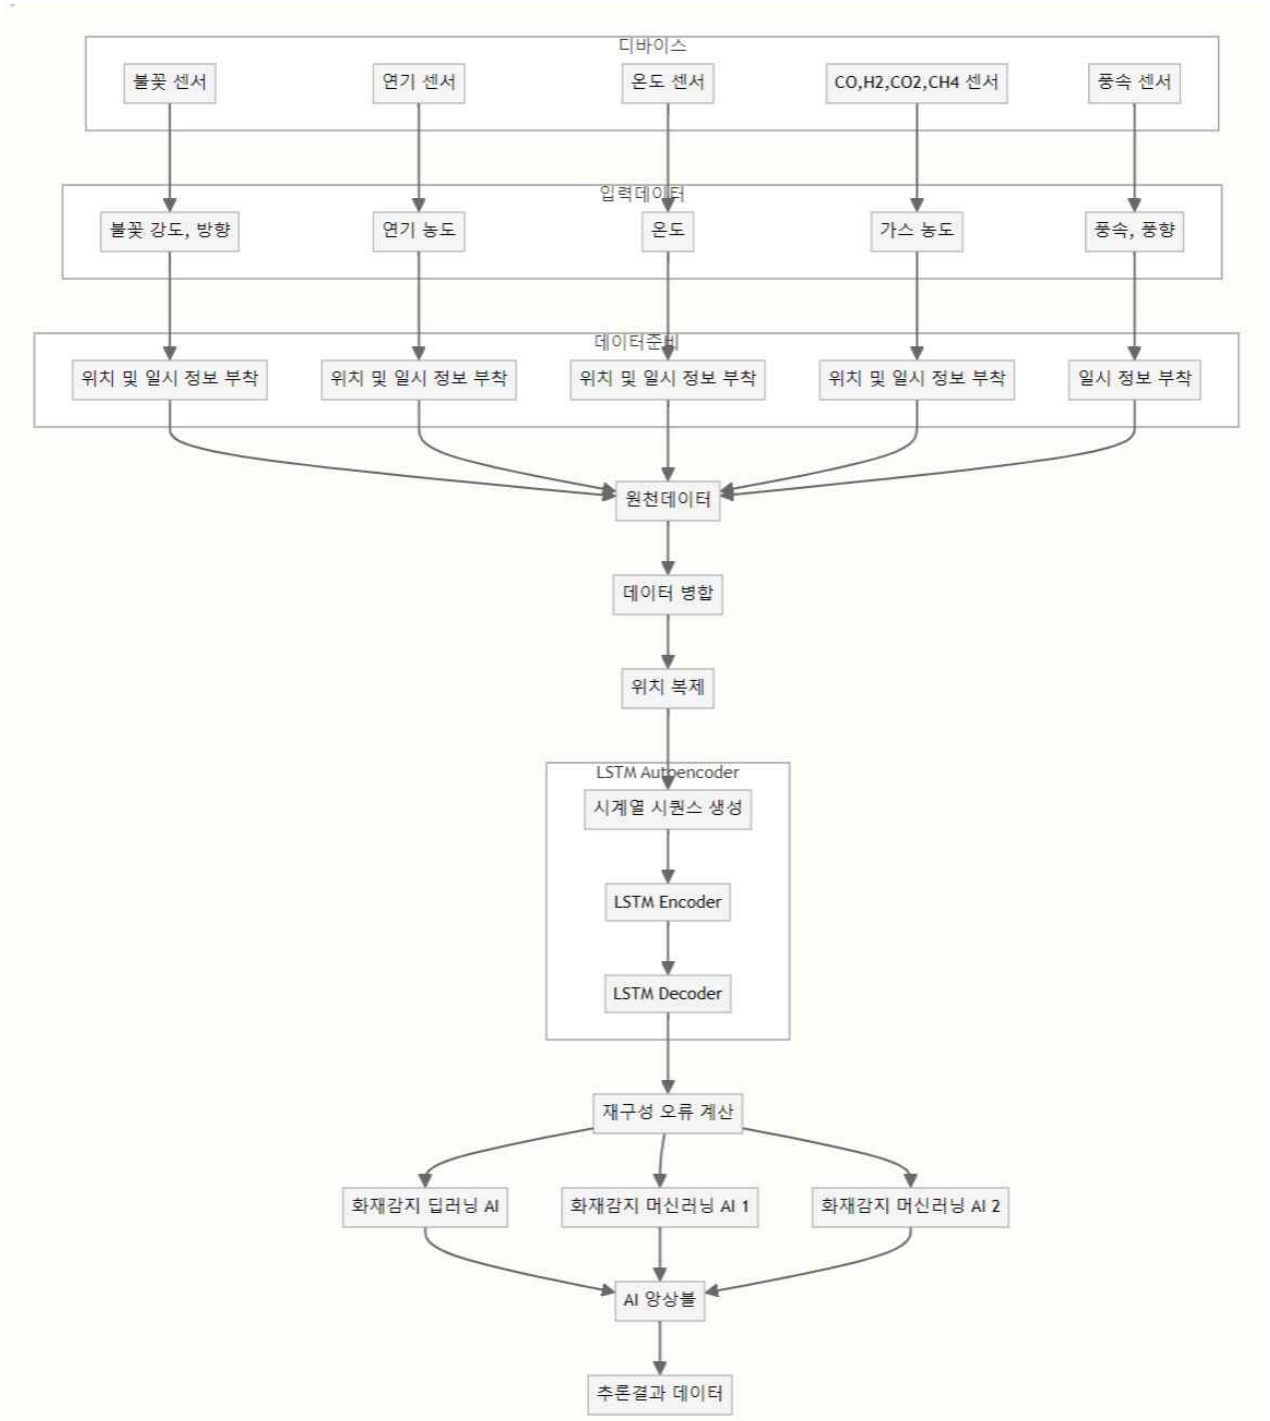 디바이스
불꽃 센서
연기 센서
온도 센서
CO,H2,CO2,CH4 센서
풍속 센서
입력데이터
불꽃 강도, 방향
연기 농도
온도
가스 농도
풍속, 풍향
데이터준비
위치 및 일시 정보 부착
위치 및 일시 정보 부착
위치 및 일시 정보 부착
위치 및 일시 정보 부착
일시 정보 부착
원천데이터
데이터 병합
위치 복제
LSTM Autoencoder
시계열 시퀀스 생성
LSTM Encoder
LSTM Decoder
재구성 오류 계산
화재감지 딥러닝 AI
화재감지 머신러닝 AI 1
화재감지 머신러닝 AI 2
AI 앙상블
추론결과 데이터